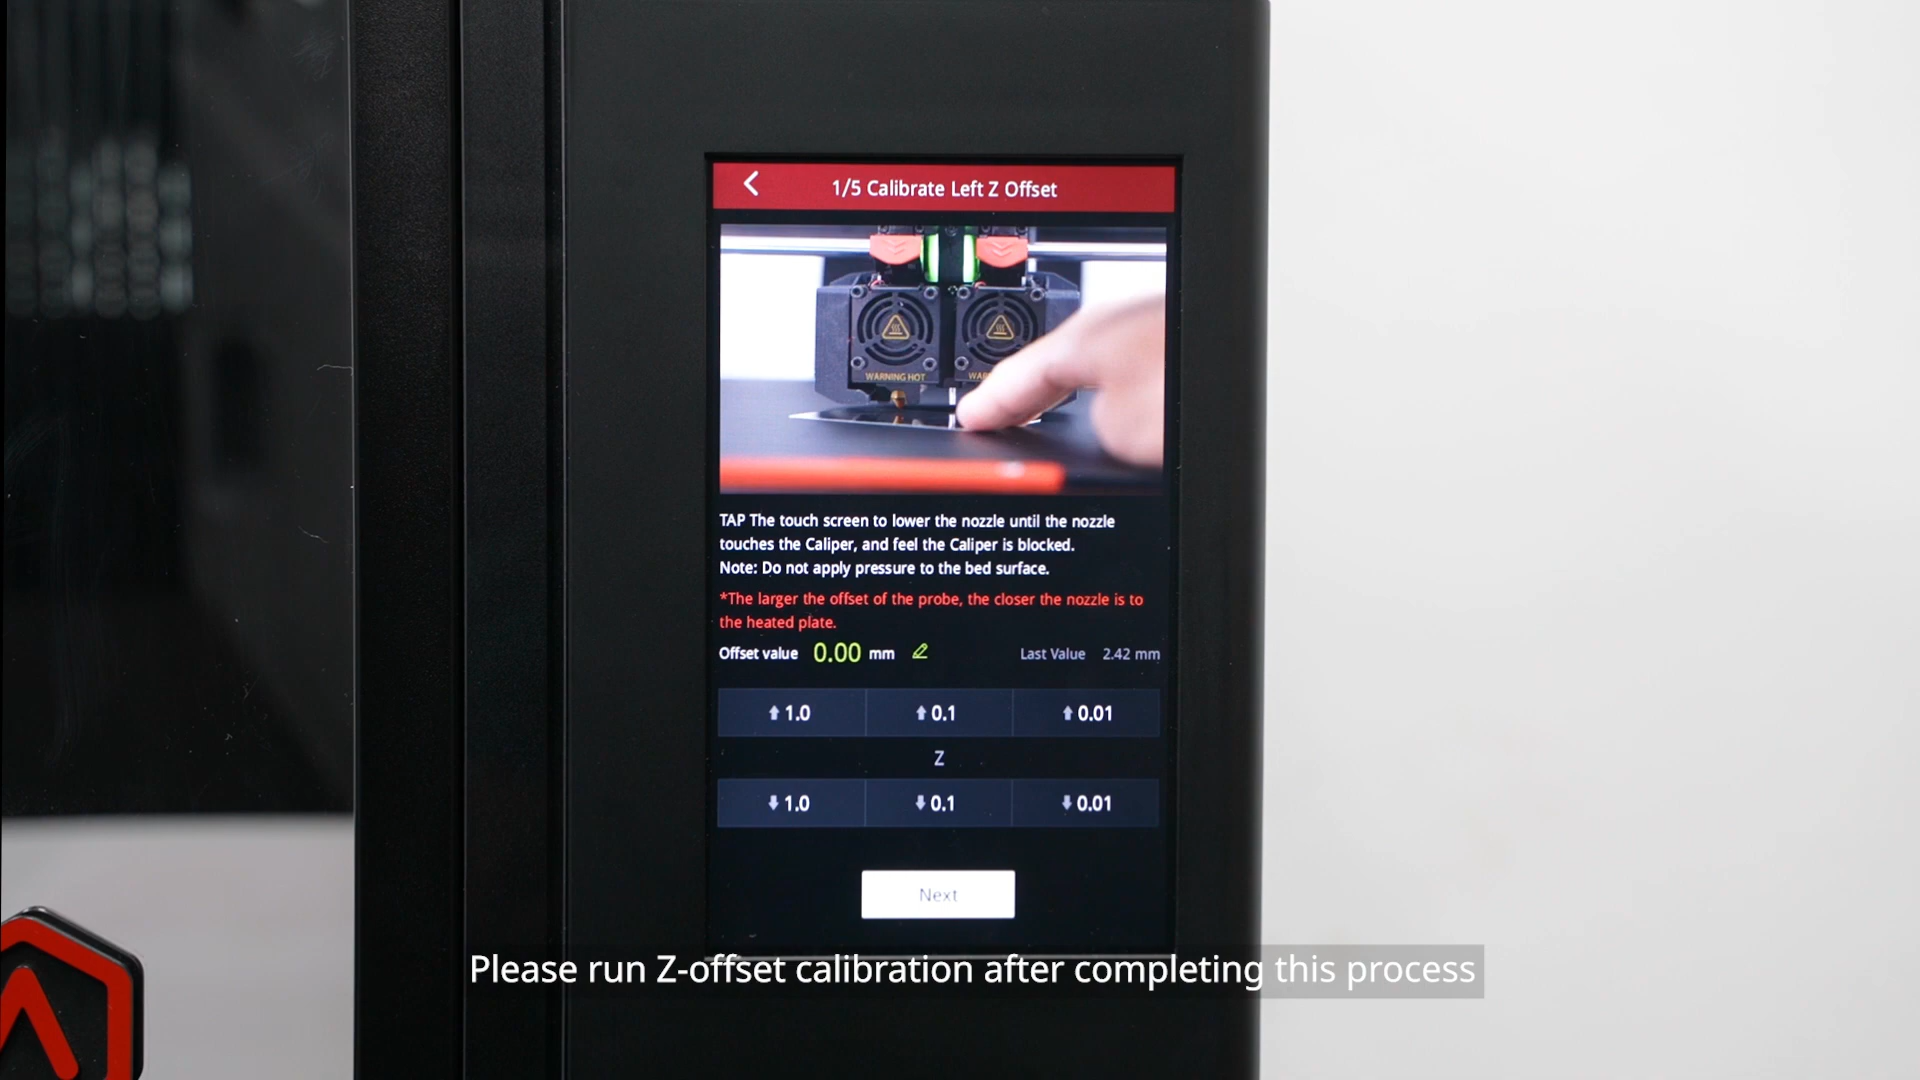 1/5 Calibrate Left Z Offset
WARNING HOT
WAR
TAP The touch screen to lower the nozzle until the nozzle
touches the Caliper, and feel the Caliper is blocked.
Note: Do not apply pressure to the bed surface.
*The larger the offset of the probe, the closer the nozzle is to
the heated plate.
Offset value 0.00 mm Last Value 2.42 mm
1.0 0.1 0.01
Z
1.0 0.1 0.01
Next
Please run Z-offset calibration after completing this process